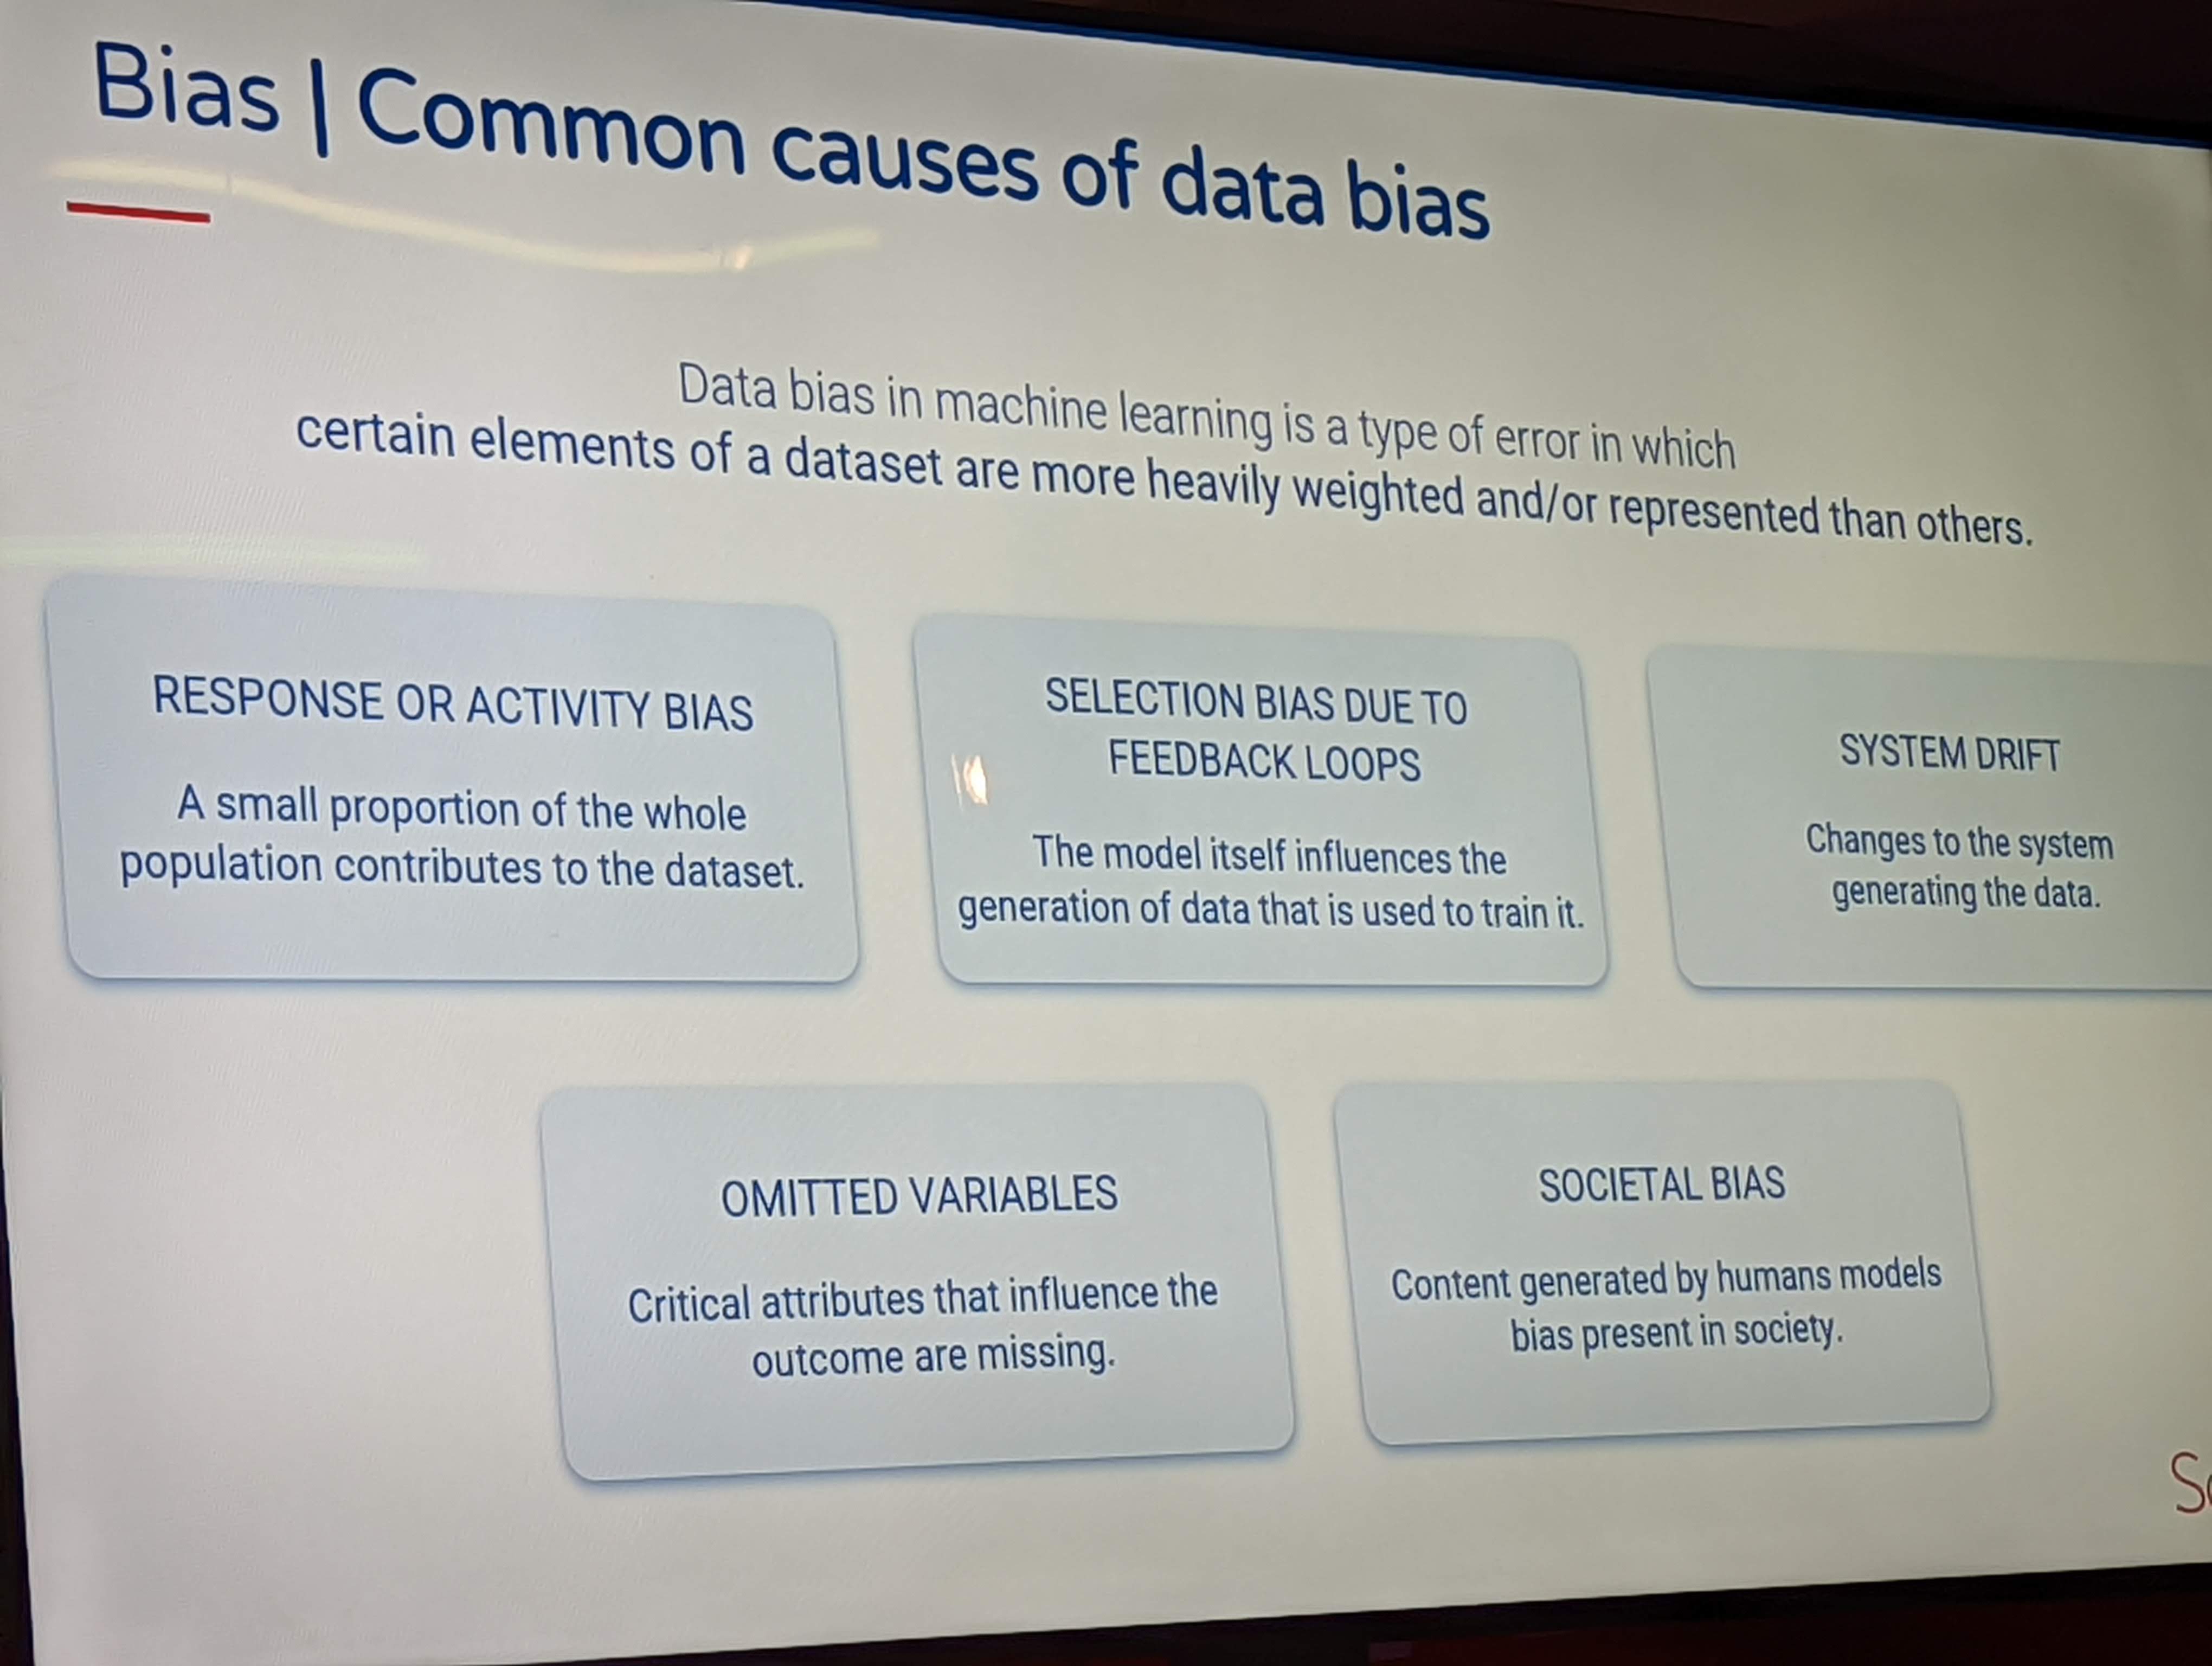 Bias | Common causes of data bias
Data bias in machine learning is a type of error in which
certain elements of a dataset are more heavily weighted and/or represented than others.
RESPONSE OR ACTIVITY BIAS
A small proportion of the whole
population contributes to the dataset.
SELECTION BIAS DUE TO
FEEDBACK LOOPS
The model itself influences the
generation of data that is used to train it.
SYSTEM DRIFT
Changes to the system
generating the data.
OMITTED VARIABLES
Critical attributes that influence the
outcome are missing.
SOCIETAL BIAS
Content generated by humans models
bias present in society.